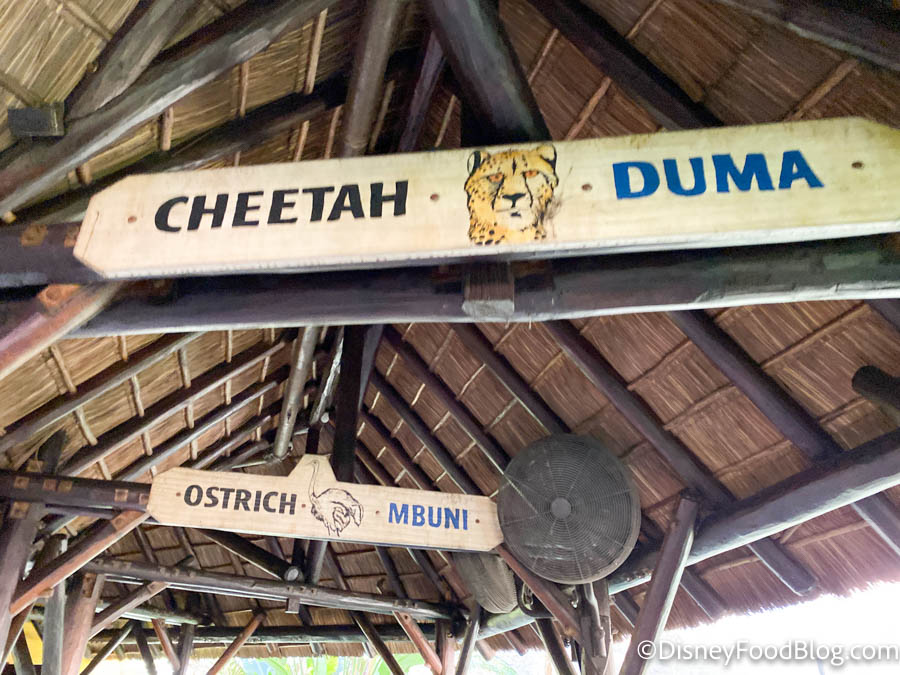 CHEETAH DUMA
OSTRICH MBUNI
©DisneyFoodBlog.com